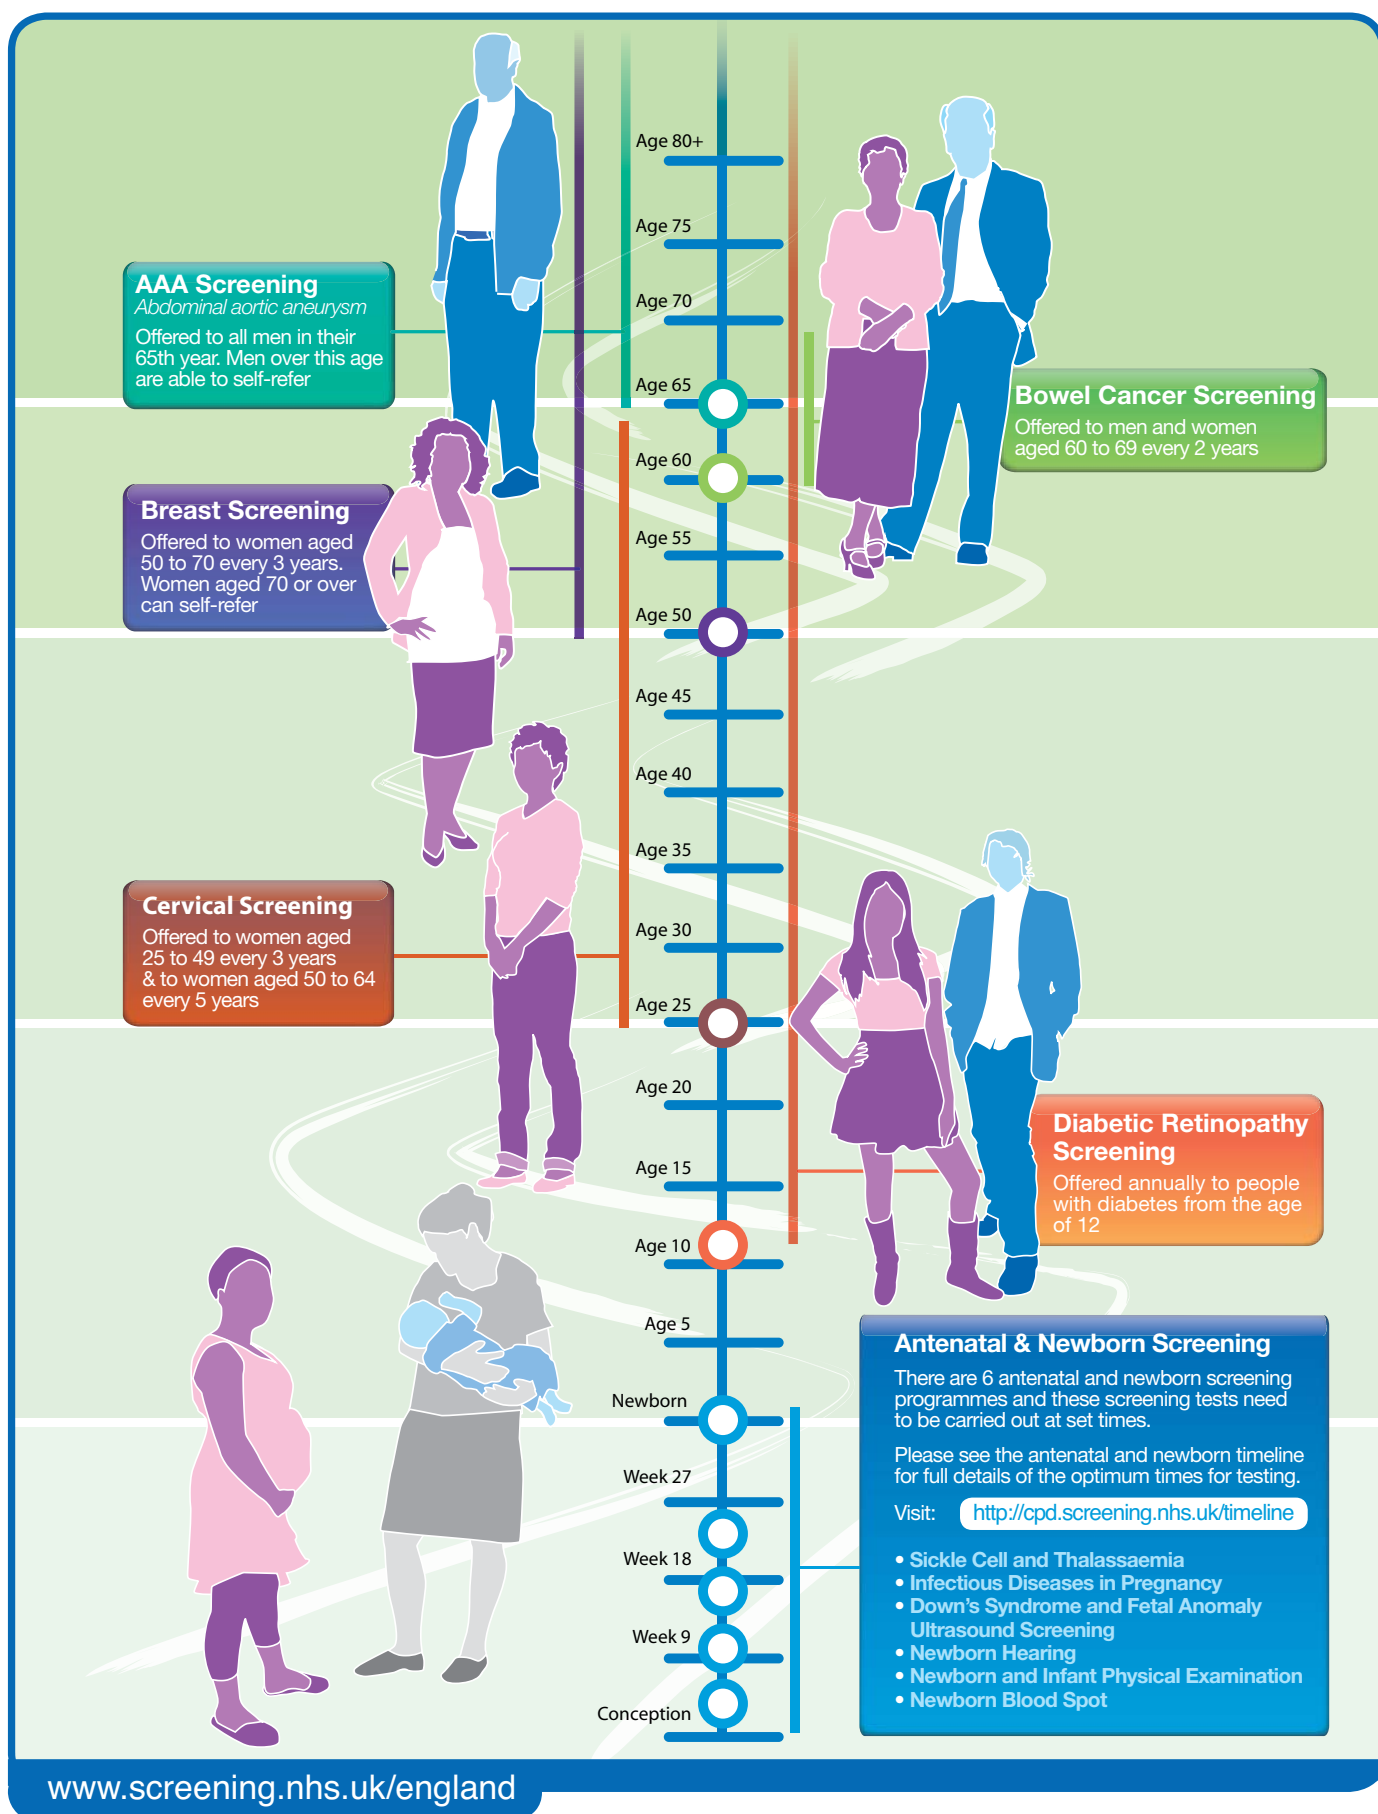 Age 80+
Age 75
Age 70
Age 65
Age 60
Age 55
Age 50
Age 45
Age 40
Age 35
Age 30
Age 25
Age 20
Age 15
Age 10
Age 5
Newborn
Week 27
Week 18
Week 9
Conception
AAA Screening
Abdominal aortic aneurysm
Offered to all men in their
65th year. Men over this age
are able to self-refer
Bowel Cancer Screening
Offered to men and women
aged 60 to 69 every 2 years
Breast Screening
Offered to women aged
50 to 70 every 3 years.
Women aged 70 or over
can self-refer
Cervical Screening
Offered to women aged
25 to 49 every 3 years
& to women aged 50 to 64
every 5 years
Diabetic Retinopathy
Screening
Offered annually to people
with diabetes from the age
of 12
Antenatal & Newborn Screening
There are 6 antenatal and newborn screening
programmes and these screening tests need
to be carried out at set times.
Please see the antenatal and newborn timeline
for full details of the optimum times for testing.
Visit: http://cpd.screening.nhs.uk/timeline
• Sickle Cell and Thalassaemia
• Infectious Diseases in Pregnancy
• Down's Syndrome and Fetal Anomaly
Ultrasound Screening
• Newborn Hearing
• Newborn and Infant Physical Examination
• Newborn Blood Spot
www.screening.nhs.uk/england